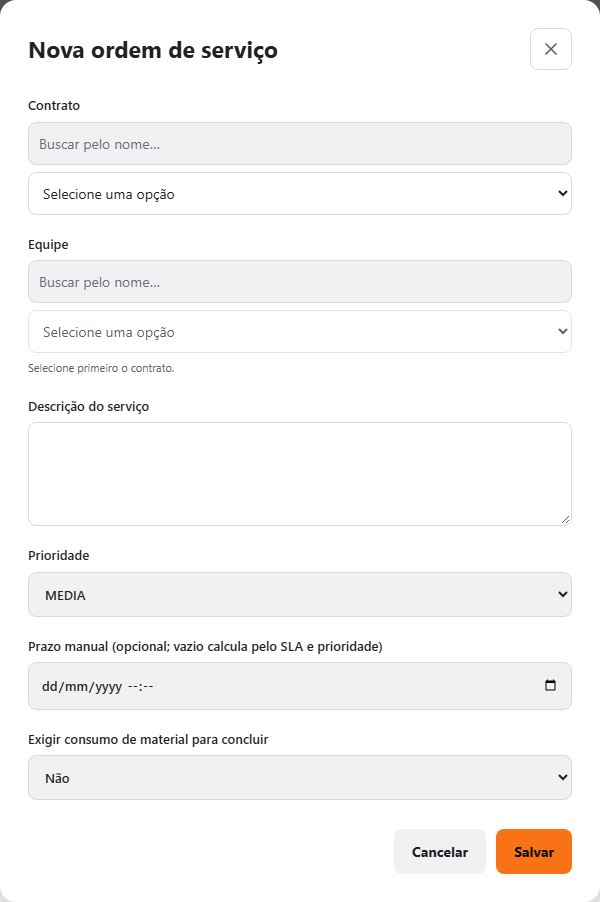 Nova ordem de serviço
Contrato
Buscar pelo nome...
Selecione uma opção
Equipe
Buscar pelo nome...
Selecione uma opção
Selecione primeiro o contrato.
Descrição do serviço
Prioridade
MEDIA
Prazo manual (opcional; vazio calcula pelo SLA e prioridade)
dd/mm/yyyy --:--
Exigir consumo de material para concluir
Não
Cancelar
Salvar